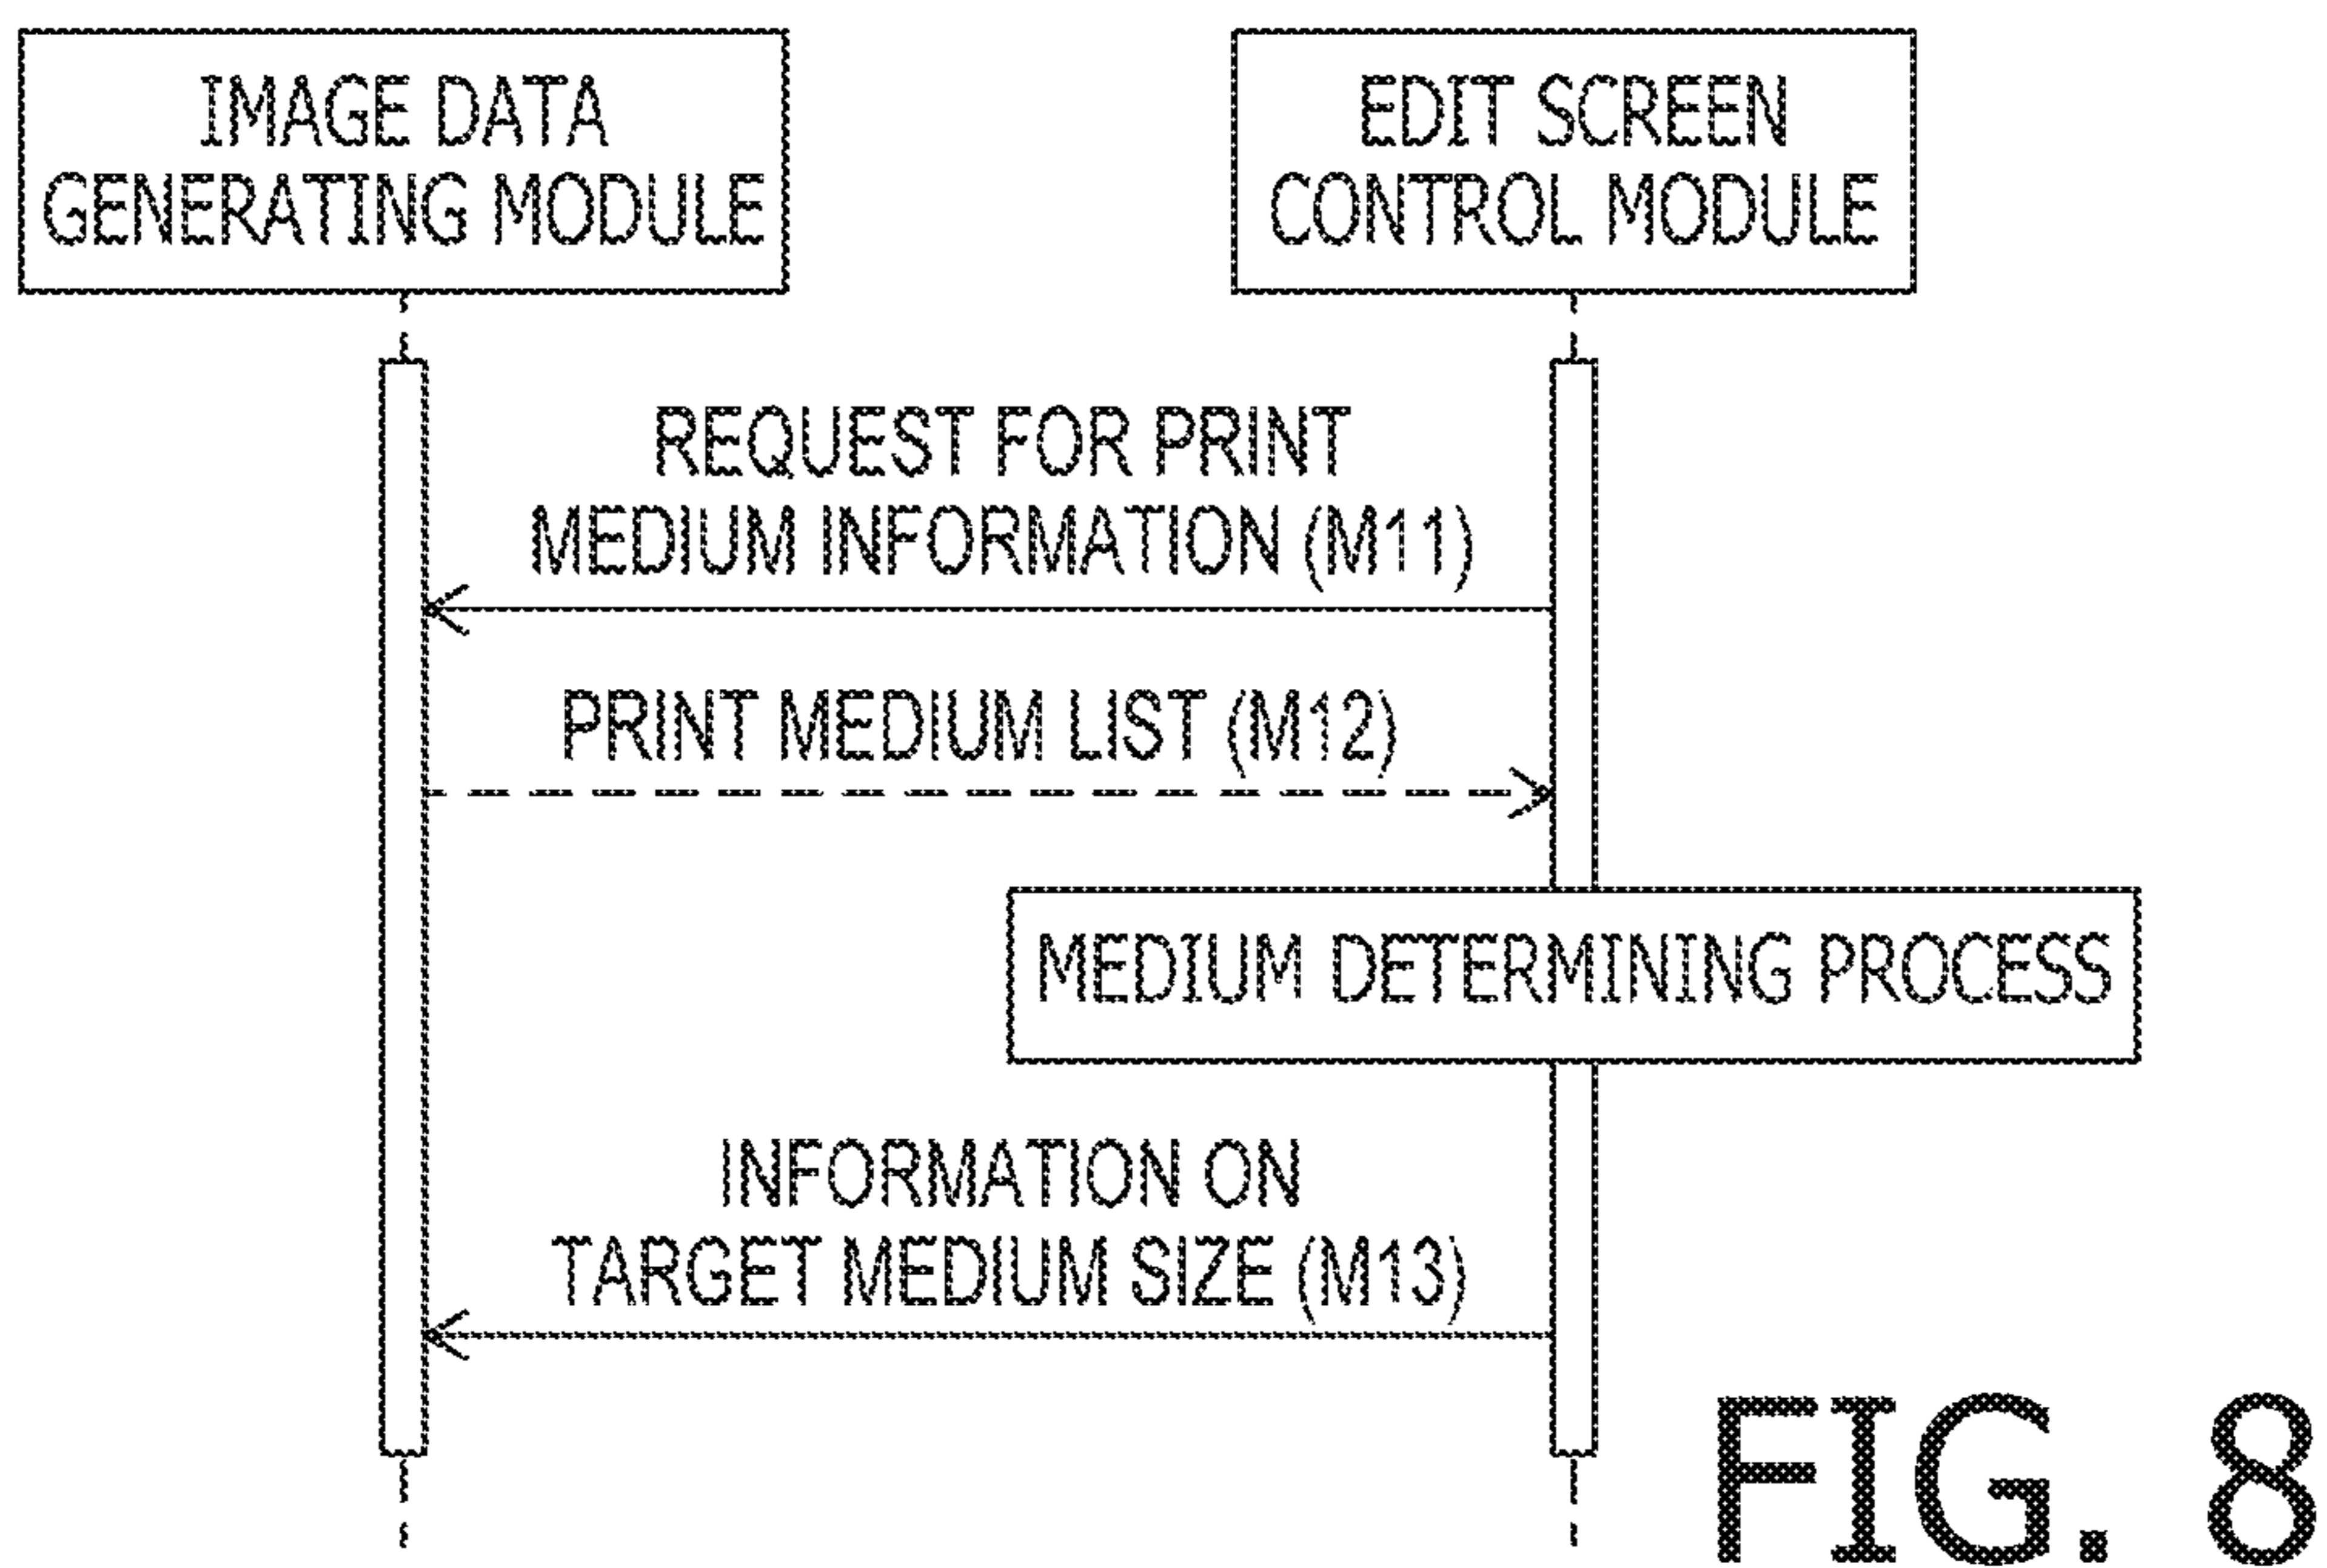 IMAGE DATA
GENERATING MODULE
EDIT SCREEN
CONTROL MODULE
REQUEST FOR PRINT
MEDIUM INFORMATION (M11)
PRINT MEDIUM LIST (M12)
MEDIUM DETERMINING PROCESS
INFORMATION ON
TARGET MEDIUM SIZE (M13)
FIG. 8